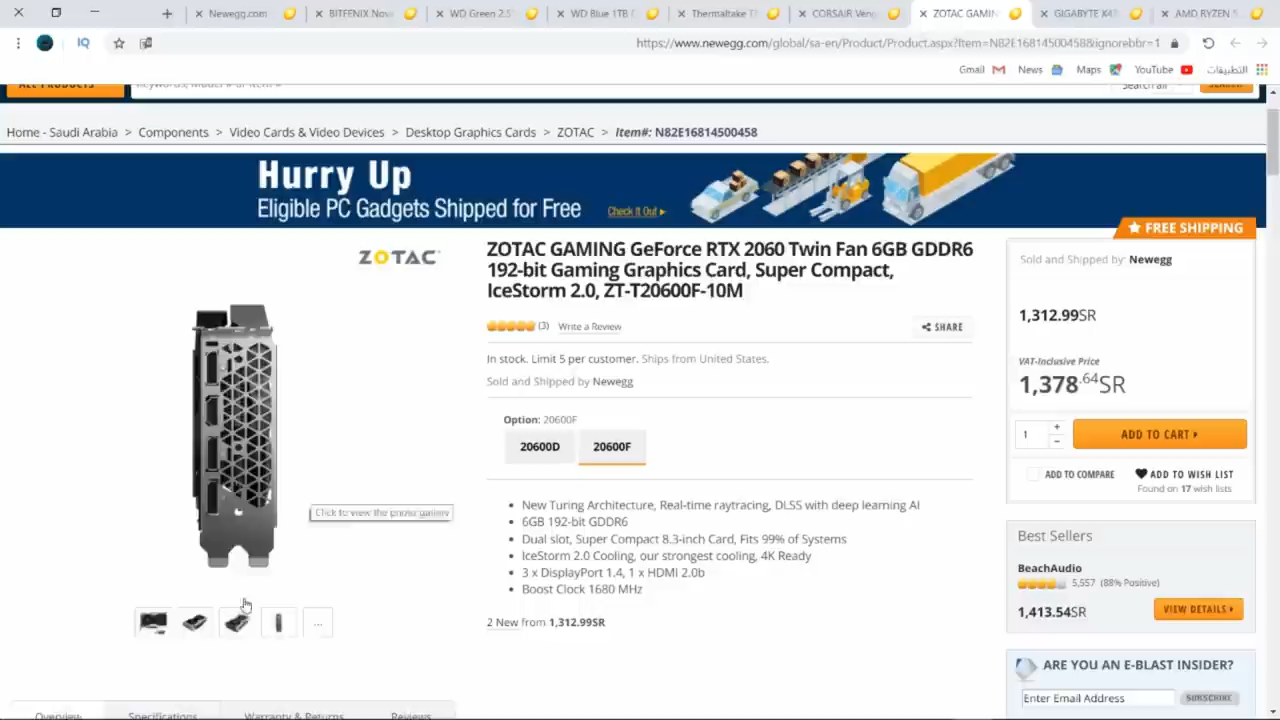 Newegg.com
BITFENIX Nova
WD Green 2.5"
WD Blue 1TB
Thermaltake
CORSAIR Veng
ZOTAC GAMIN
GIGABYTE X47
AMD RYZEN 5
IQ
https://www.newegg.com/global/sa-en/Product/Product.aspx?Item=N82E16814500458&ignorebbr=1
Gmail News Maps YouTube التطبيقات
ALL PRODUCTS
Search all
SEARCH
Home - Saudi Arabia > Components > Video Cards & Video Devices > Desktop Graphics Cards > ZOTAC > Item#: N82E16814500458
Hurry Up
Eligible PC Gadgets Shipped for Free Check It Out
FREE SHIPPING
ZOTAC
ZOTAC GAMING GeForce RTX 2060 Twin Fan 6GB GDDR6
192-bit Gaming Graphics Card, Super Compact,
IceStorm 2.0, ZT-T20600F-10M
(3) Write a Review
SHARE
In stock. Limit 5 per customer. Ships from United States.
Sold and Shipped by Newegg
Option: 20600F
20600D 20600F
• New Turing Architecture, Real-time raytracing, DLSS with deep learning AI
• 6GB 192-bit GDDR6
• Dual slot, Super Compact 8.3-inch Card, Fits 99% of Systems
• IceStorm 2.0 Cooling, our strongest cooling, 4K Ready
• 3 x DisplayPort 1.4, 1 x HDMI 2.0b
• Boost Clock 1680 MHz
2 New from 1,312.99SR
Click to view the photo gallery
...
Sold and Shipped by: Newegg
1,312.99SR
VAT-Inclusive Price
1,378.64SR
1 + -
ADD TO CART
ADD TO COMPARE ADD TO WISH LIST
Found on 17 wish lists
Best Sellers
BeachAudio
5,557 (88% Positive)
1,413.54SR VIEW DETAILS
ARE YOU AN E-BLAST INSIDER?
Enter Email Address SUBSCRIBE
Overview Specifications Warranty & Returns Reviews